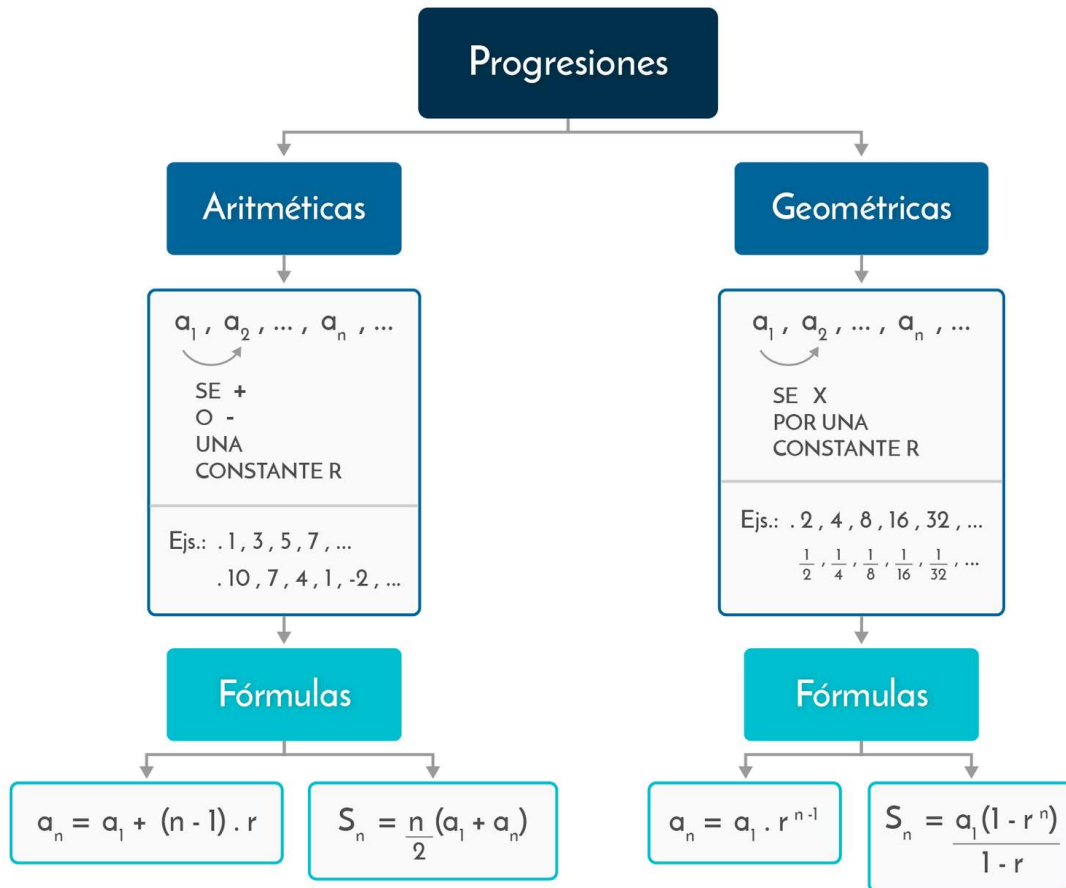 Progresiones
Aritméticas
a₁ , a₂ , ... , aₙ , ...
SE +
O -
UNA
CONSTANTE R
Ejs.: . 1 , 3 , 5 , 7 , ...
. 10 , 7 , 4 , 1 , -2 , ...
Fórmulas
aₙ = a₁ + (n - 1) . r
Sₙ = n/2 (a₁ + aₙ)
Geométricas
a₁ , a₂ , ... , aₙ , ...
SE X
POR UNA
CONSTANTE R
Ejs.: . 2 , 4 , 8 , 16 , 32 , ...
1/2 , 1/4 , 1/8 , 1/16 , 1/32 , ...
Fórmulas
aₙ = a₁ . rⁿ⁻¹
Sₙ = a₁(1 - rⁿ)/1 - r